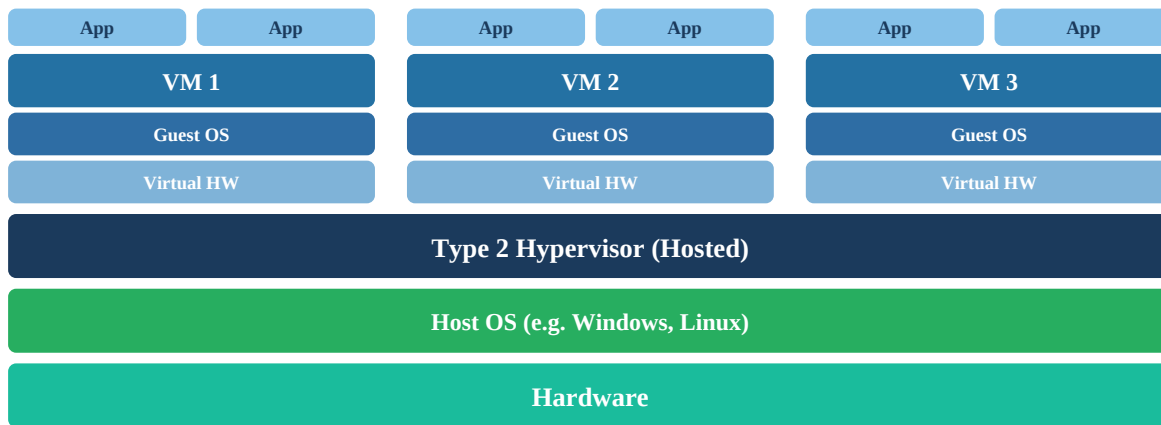 App App App App App App
VM 1 VM 2 VM 3
Guest OS Guest OS Guest OS
Virtual HW Virtual HW Virtual HW
Type 2 Hypervisor (Hosted)
Host OS (e.g. Windows, Linux)
Hardware